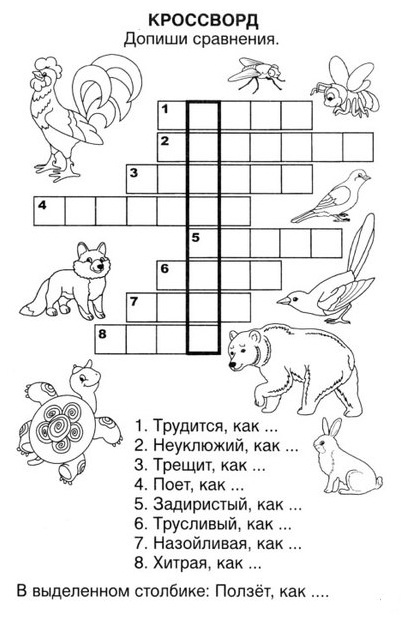 КРОССВОРД
Допиши сравнения.
1
2
3
4
5
6
7
8
1. Трудится, как ...
2. Неуклюжий, как ...
3. Трещит, как ...
4. Поет, как ...
5. Задиристый, как ...
6. Трусливый, как ...
7. Назойливая, как ...
8. Хитрая, как ...
В выделенном столбике: Ползёт, как ....